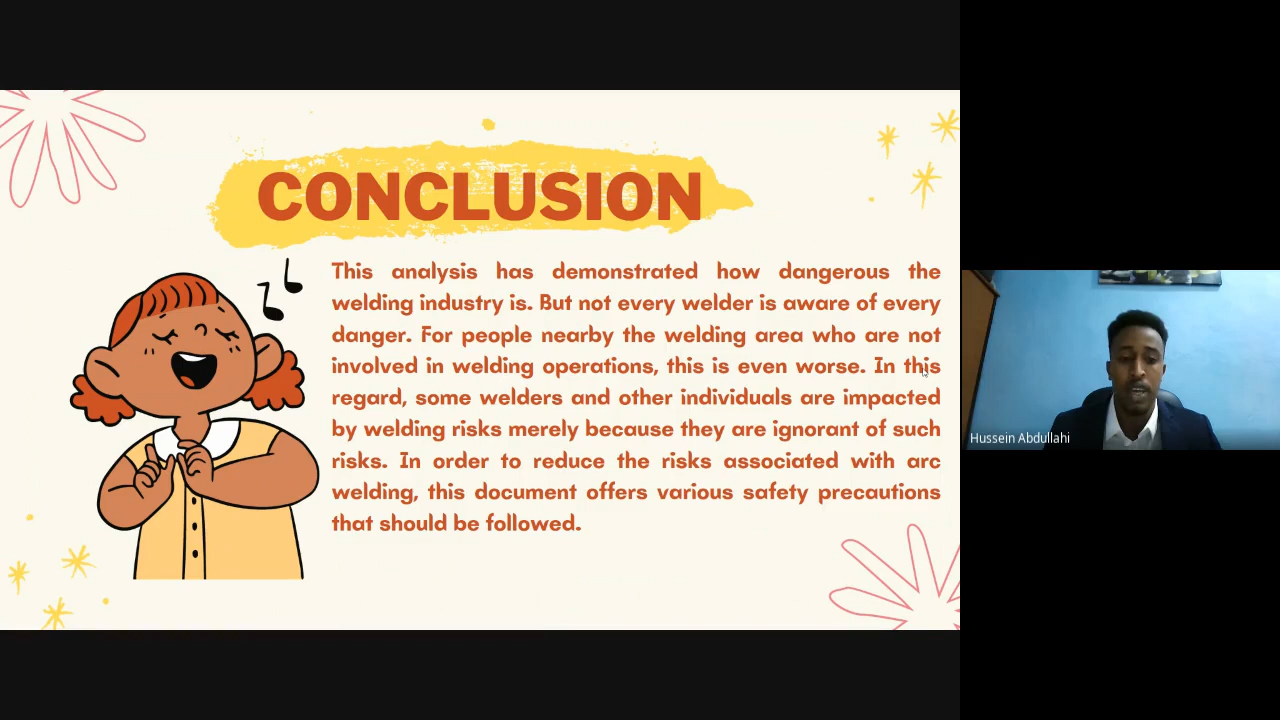 CONCLUSION
This analysis has demonstrated how dangerous the
welding industry is. But not every welder is aware of every
danger. For people nearby the welding area who are not
involved in welding operations, this is even worse. In this
regard, some welders and other individuals are impacted
by welding risks merely because they are ignorant of such
risks. In order to reduce the risks associated with arc
welding, this document offers various safety precautions
that should be followed.
Hussein Abdullahi